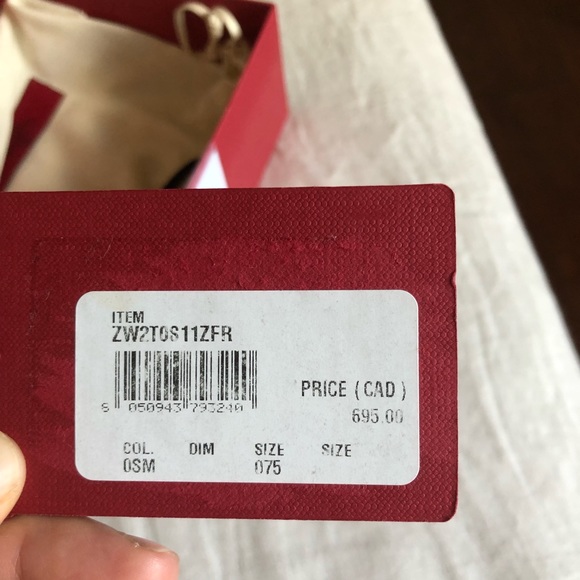 ITEM
ZW2T0S11ZFR
8 050943 793240
PRICE ( CAD )
695.00
COL. DIM SIZE SIZE
0SM 075